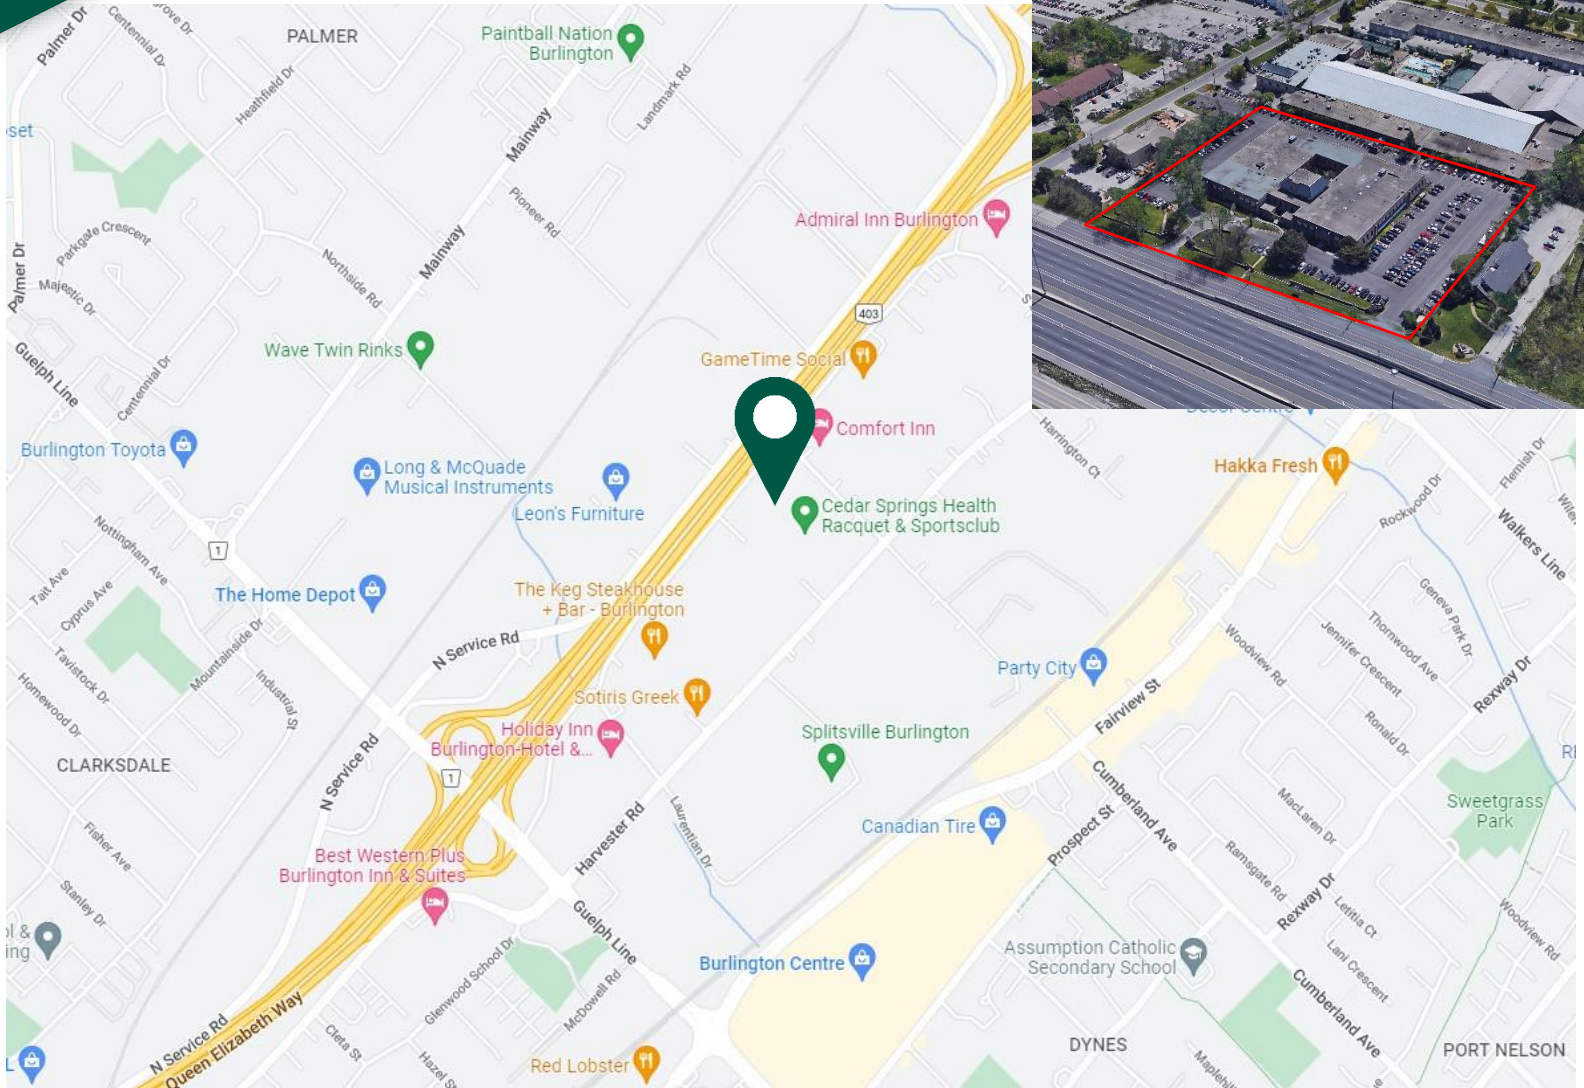 Palmer Dr
Centennial Dr
rove Dr
PALMER
Paintball Nation
Burlington
Heathfield Dr
Landmark Rd
set
Mainway
Pioneer Rd
Admiral Inn Burlington
Parkgate Crescent
Palmer Dr
Majestic Dr
Northside Rd
Mainway
403
Guelph Line
Centennial Dr
Wave Twin Rinks
GameTime Social
Comfort Inn
Harrington Ct
Burlington Toyota
Long & McQuade
Musical Instruments
Leon's Furniture
Cedar Springs Health
Racquet & Sportsclub
Hakka Fresh
Flemish Dr
Rockwood Dr
Walkers Line
Nottingham Ave
1
Tait Ave
Cyprus Ave
The Home Depot
The Keg Steakhouse
+ Bar - Burlington
N Service Rd
Mountainside Dr
Tavistock Dr
Homewood Dr
Industrial St
Geneva Park Dr
Thornwood Ave
Jennifer Crescent
Woodview Rd
Rexway Dr
Ronald Dr
Party City
Fairview St
Sotiris Greek
Holiday Inn
Burlington-Hotel &...
Splitsville Burlington
CLARKSDALE
N Service Rd
1
Cumberland Ave
MacLaren Dr
Sweetgrass
Park
Canadian Tire
Laurentian Dr
Harvester Rd
Prospect St
Ramsgate Rd
Fisher Ave
Best Western Plus
Burlington Inn & Suites
Stanley Dr
Rexway Dr
Letitia Ct
Lani Crescent
Woodview Rd
ol &
ing
Guelph Line
Glenwood School Dr
McDowell Rd
Burlington Centre
Assumption Catholic
Secondary School
Cumberland Ave
N Service Rd
Queen Elizabeth Way
Cleta St
Hazel S
Red Lobster
DYNES
PORT NELSON